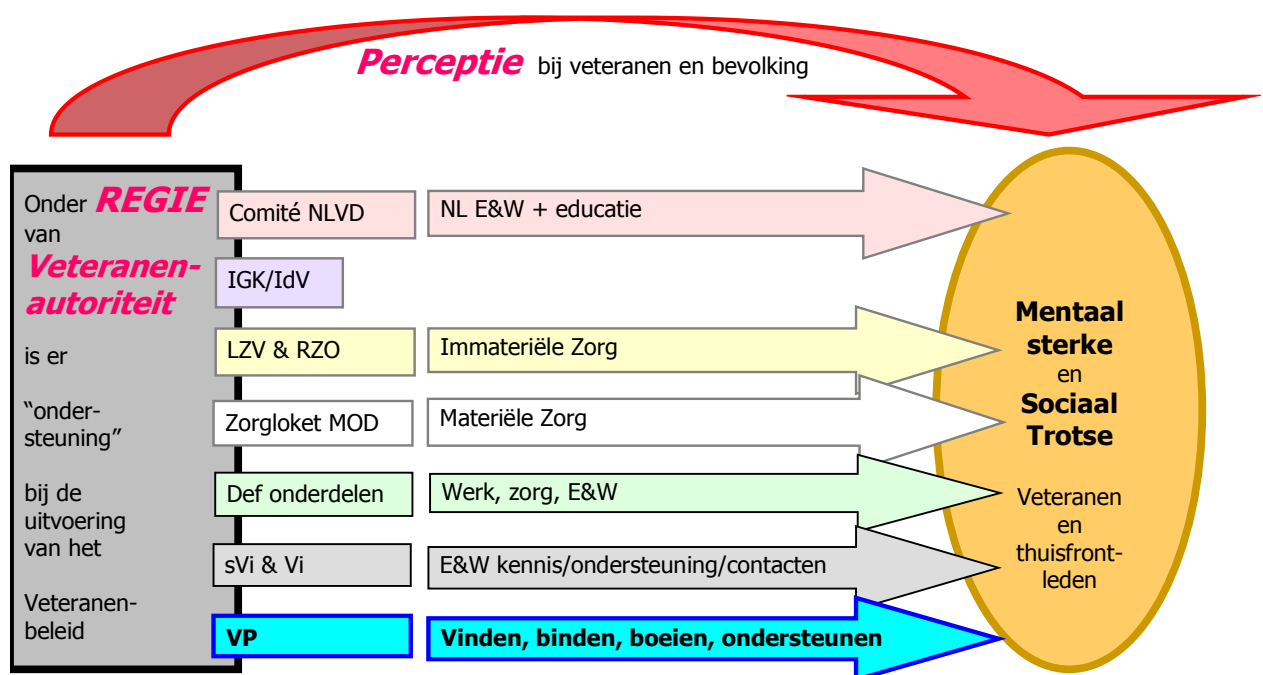 Perceptie bij veteranen en bevolking
Onder REGIE
van
Veteranen-
autoriteit
is er
“onder-
steuning”
bij de
uitvoering
van het
Veteranen-
beleid
Comité NLVD
NL E&W + educatie
IGK/IdV
LZV & RZO
Immateriële Zorg
Zorgloket MOD
Materiële Zorg
Def onderdelen
Werk, zorg, E&W
sVi & Vi
E&W kennis/ondersteuning/contacten
VP
Vinden, binden, boeien, ondersteunen
Mentaal
sterke
en
Sociaal
Trotse
Veteranen
en
thuisfront-
leden